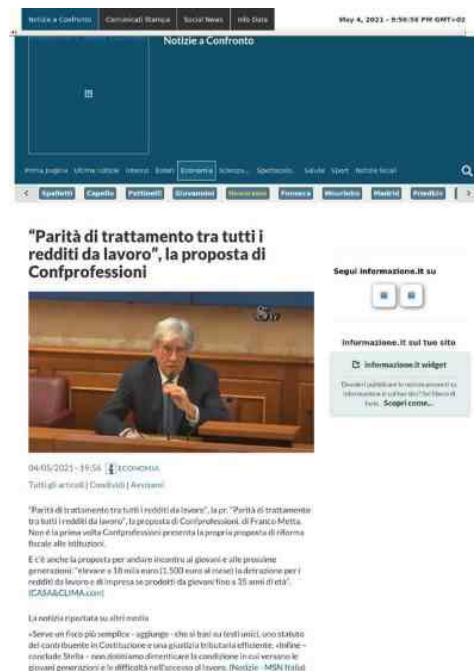 Notizie a Confronto Comunicati Stampa Social News Info Data May 4, 2021 - 9:56:56 PM GMT+02
Notizie a Confronto
Prima pagina Ultime notizie Interni Esteri Economia Scienza... Spettacolo. Salute Sport Notizie locali
< Spalletti Capello Pettinelli Giovannini Newsroom Fonseca Mourinho Madrid Friedkin >
"Parità di trattamento tra tutti i
redditi da lavoro", la proposta di
Confprofessioni
Segui informazione.it su
informazione.it sul tuo sito
informazione.it widget
Scopri come...
04/05/2021 - 19:56 ECONOMIA
Tutti gli articoli | Condividi | Avvisami
"Parità di trattamento tra tutti i redditi da lavoro", la pr. "Parità di trattamento
tra tutti i redditi da lavoro", la proposta di Confprofessioni. di Franco Metta.
Non è la prima volta Confprofessioni presenta la propria proposta di riforma
fiscale alle istituzioni.
E c'è anche la proposta per andare incontro ai giovani e alle prossime
generazioni: "elevare a 18 mila euro (1.500 euro al mese) la detrazione per i
redditi da lavoro e di impresa se prodotti da giovani fino a 35 anni di età".
(CASA&CLIMA.com)
La notizia riportata su altri media
«Serve un fisco più semplice - aggiunge - che si basi su testi unici, uno statuto
del contribuente in Costituzione e una giustizia tributaria efficiente. «Infine –
conclude Stella – non dobbiamo dimenticare la condizione in cui versano le
giovani generazioni e le difficoltà nell'accesso al lavoro. (Notizie - MSN Italia)